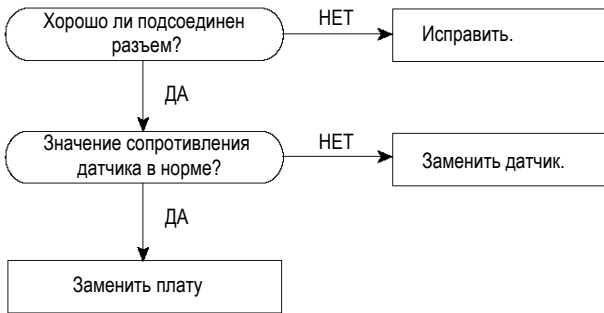 Хорошо ли подсоединен
разъем?
НЕТ
Исправить.
ДА
Значение сопротивления
датчика в норме?
НЕТ
Заменить датчик.
ДА
Заменить плату